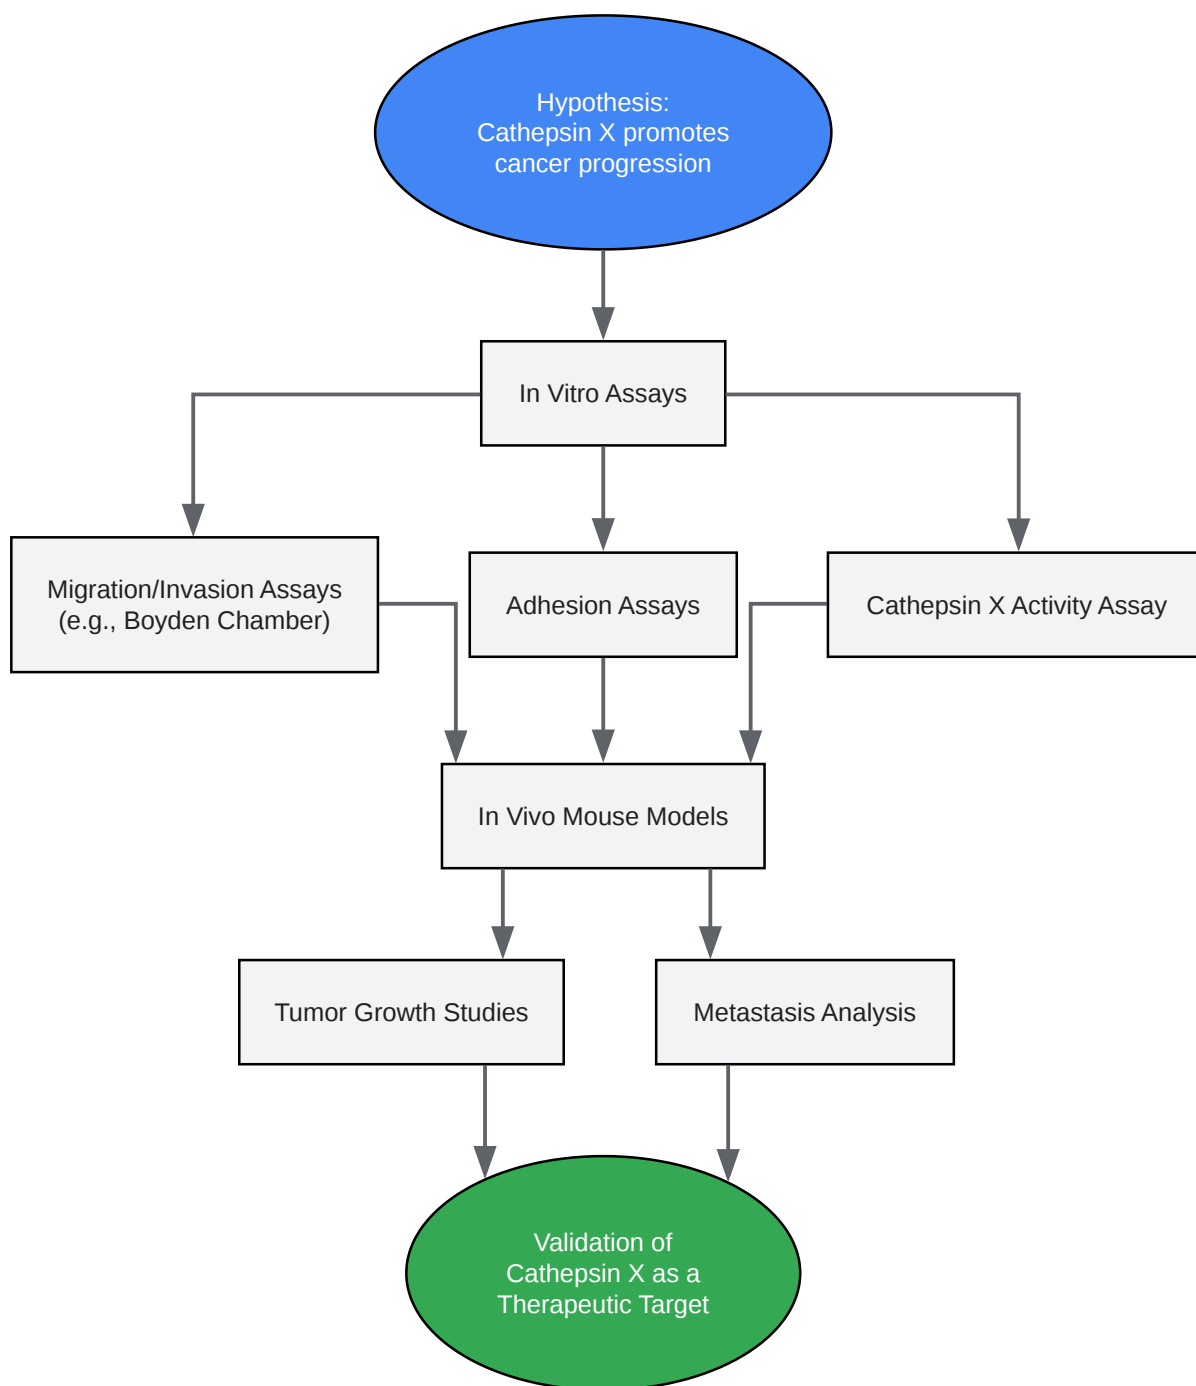 Hypothesis:
Cathepsin X promotes
cancer progression
In Vitro Assays
Migration/Invasion Assays
(e.g., Boyden Chamber)
Adhesion Assays
Cathepsin X Activity Assay
In Vivo Mouse Models
Tumor Growth Studies
Metastasis Analysis
Validation of
Cathepsin X as a
Therapeutic Target